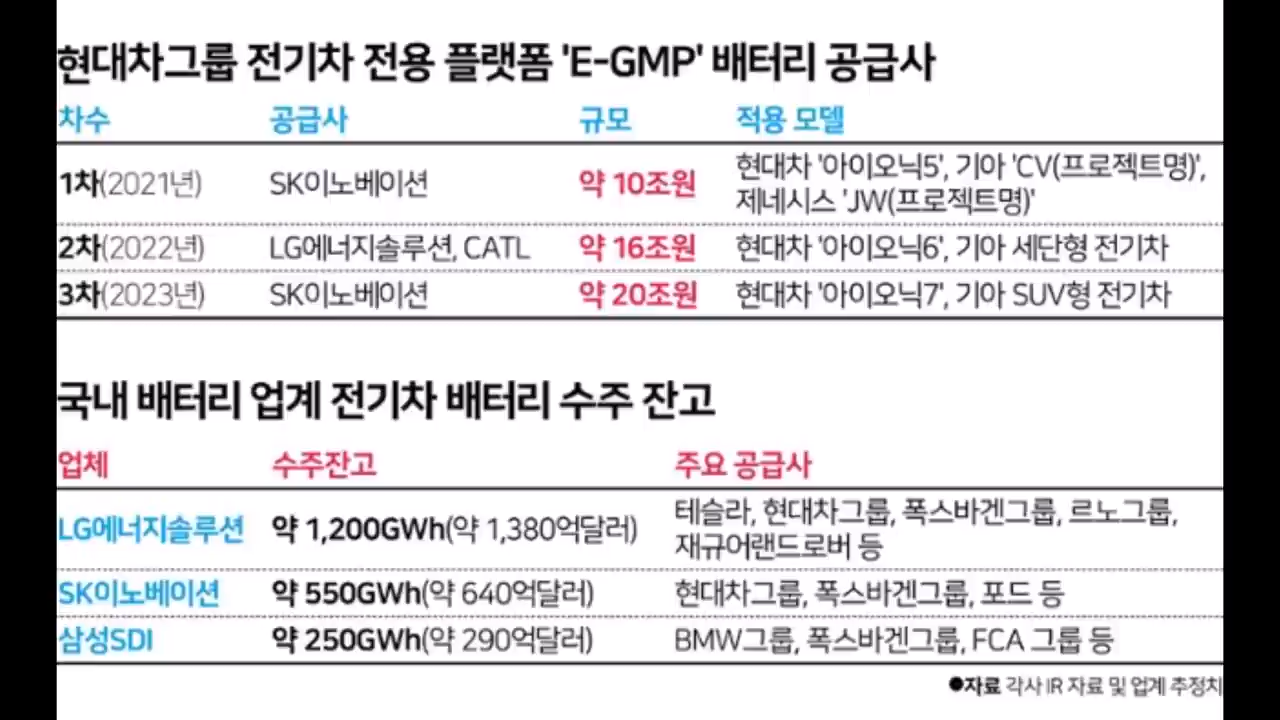 현대차그룹 전기차 전용 플랫폼 'E-GMP' 배터리 공급사
차수 공급사 규모 적용 모델
1차(2021년) SK이노베이션 약 10조원 현대차 '아이오닉5', 기아 'CV(프로젝트명)',
제네시스 'JW(프로젝트명)'
2차(2022년) LG에너지솔루션, CATL 약 16조원 현대차 '아이오닉6', 기아 세단형 전기차
3차(2023년) SK이노베이션 약 20조원 현대차 '아이오닉7', 기아 SUV형 전기차
국내 배터리 업계 전기차 배터리 수주 잔고
업체 수주잔고 주요 공급사
LG에너지솔루션 약 1,200GWh(약 1,380억달러) 테슬라, 현대차그룹, 폭스바겐그룹, 르노그룹,
재규어랜드로버 등
SK이노베이션 약 550GWh(약 640억달러) 현대차그룹, 폭스바겐그룹, 포드 등
삼성SDI 약 250GWh(약 290억달러) BMW그룹, 폭스바겐그룹, FCA 그룹 등
●자료 각사 IR 자료 및 업계 추정치